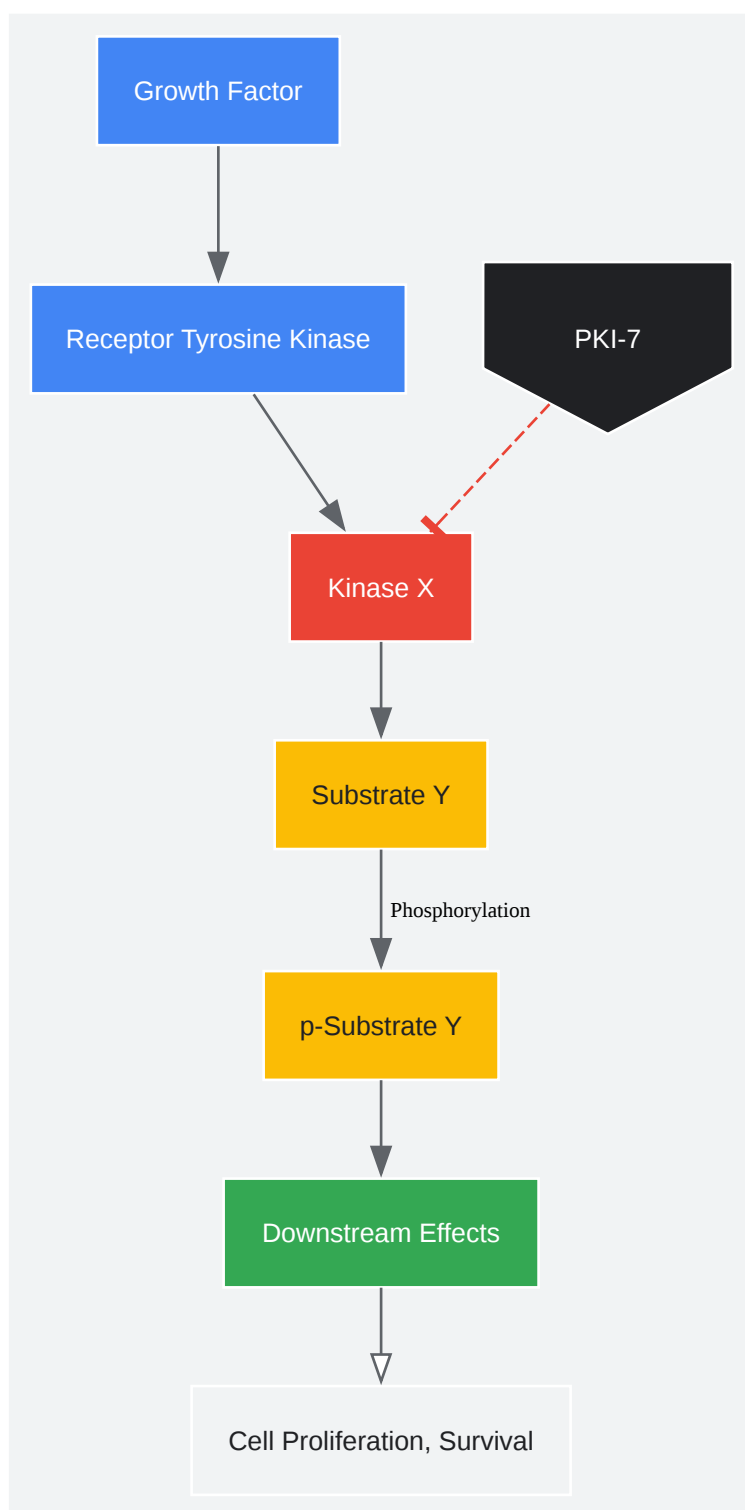 Growth Factor
Receptor Tyrosine Kinase
PKI-7
Kinase X
Substrate Y
Phosphorylation
p-Substrate Y
Downstream Effects
Cell Proliferation, Survival